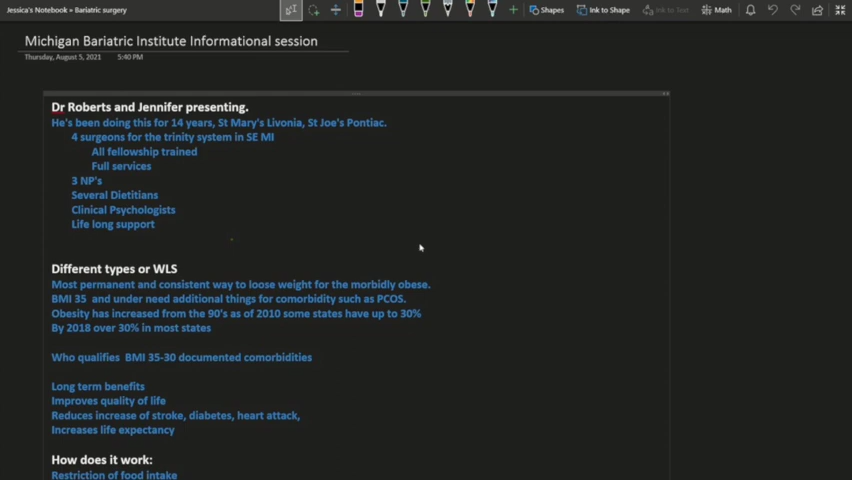 Jessica's Notebook » Bariatric surgery
Shapes
Ink to Shape
Ink to Text
Math
Michigan Bariatric Institute Informational session
Thursday, August 5, 2021 5:40 PM
Dr Roberts and Jennifer presenting.
He's been doing this for 14 years, St Mary's Livonia, St Joe's Pontiac.
4 surgeons for the trinity system in SE MI
All fellowship trained
Full services
3 NP's
Several Dietitians
Clinical Psychologists
Life long support
Different types or WLS
Most permanent and consistent way to loose weight for the morbidly obese.
BMI 35 and under need additional things for comorbidity such as PCOS.
Obesity has increased from the 90's as of 2010 some states have up to 30%
By 2018 over 30% in most states
Who qualifies BMI 35-30 documented comorbidities
Long term benefits
Improves quality of life
Reduces increase of stroke, diabetes, heart attack,
Increases life expectancy
How does it work:
Restriction of food intake